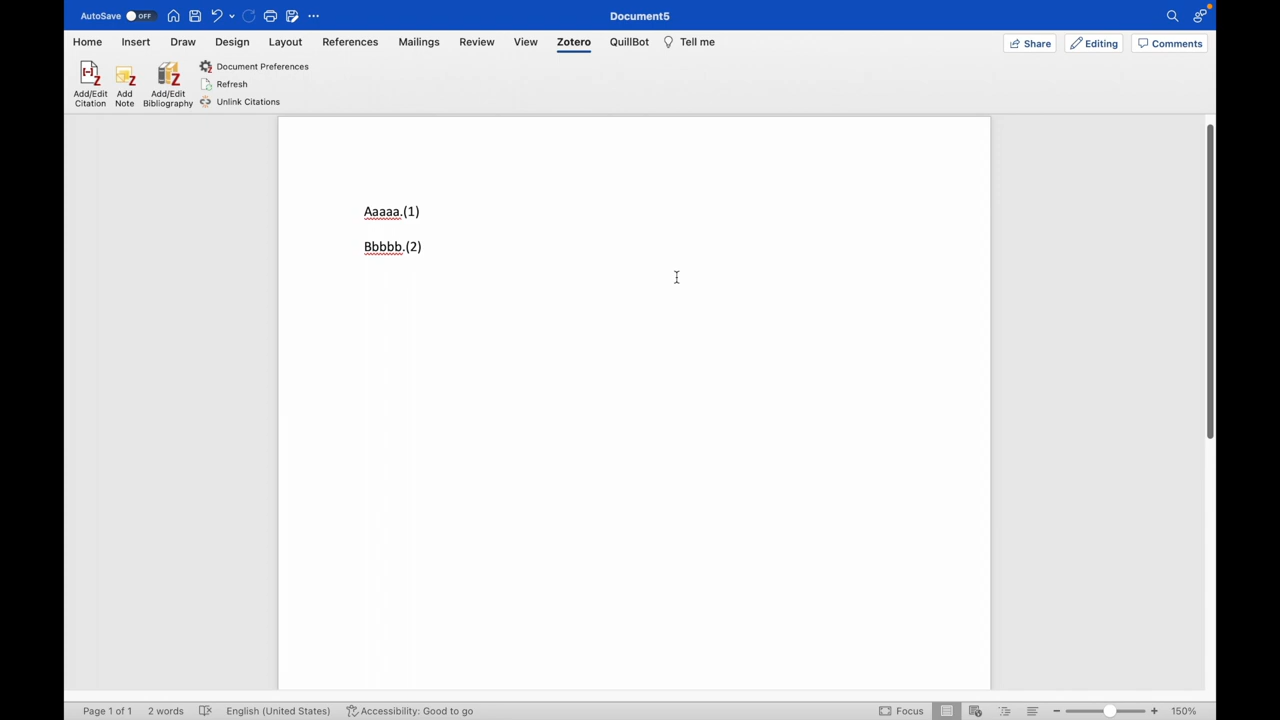 AutoSave OFF
Document5
Home Insert Draw Design Layout References Mailings Review View Zotero QuillBot Tell me
Share Editing Comments
Add/Edit Citation
Add Note
Add/Edit Bibliography
Document Preferences
Refresh
Unlink Citations
Aaaaa.(1)
Bbbbb.(2)
Page 1 of 1 2 words English (United States) Accessibility: Good to go Focus 150%